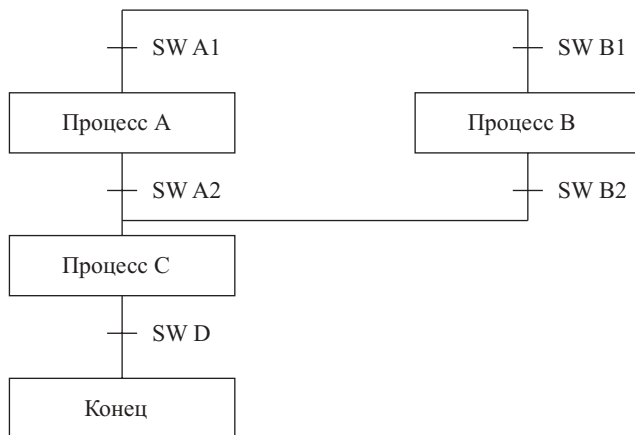 SW A1
SW B1
Процесс A
Процесс B
SW A2
SW B2
Процесс C
SW D
Конец